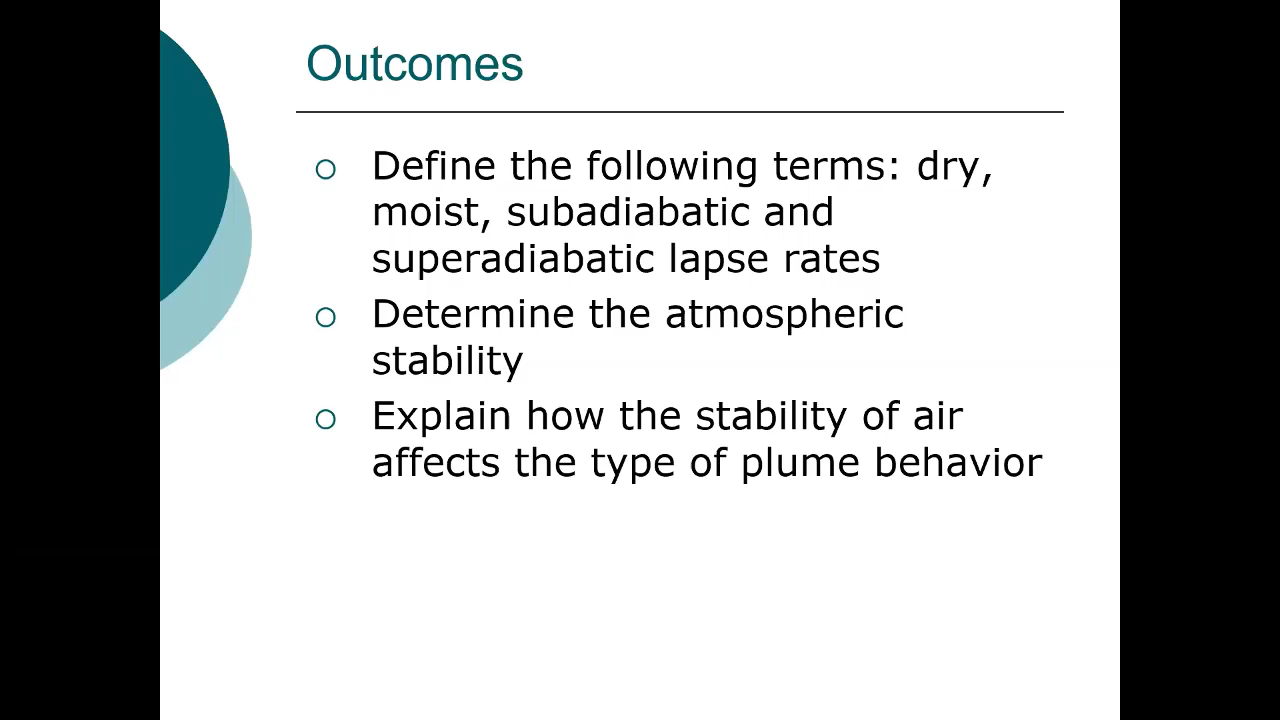 Outcomes
Define the following terms: dry,
moist, subadiabatic and
superadiabatic lapse rates
Determine the atmospheric
stability
Explain how the stability of air
affects the type of plume behavior